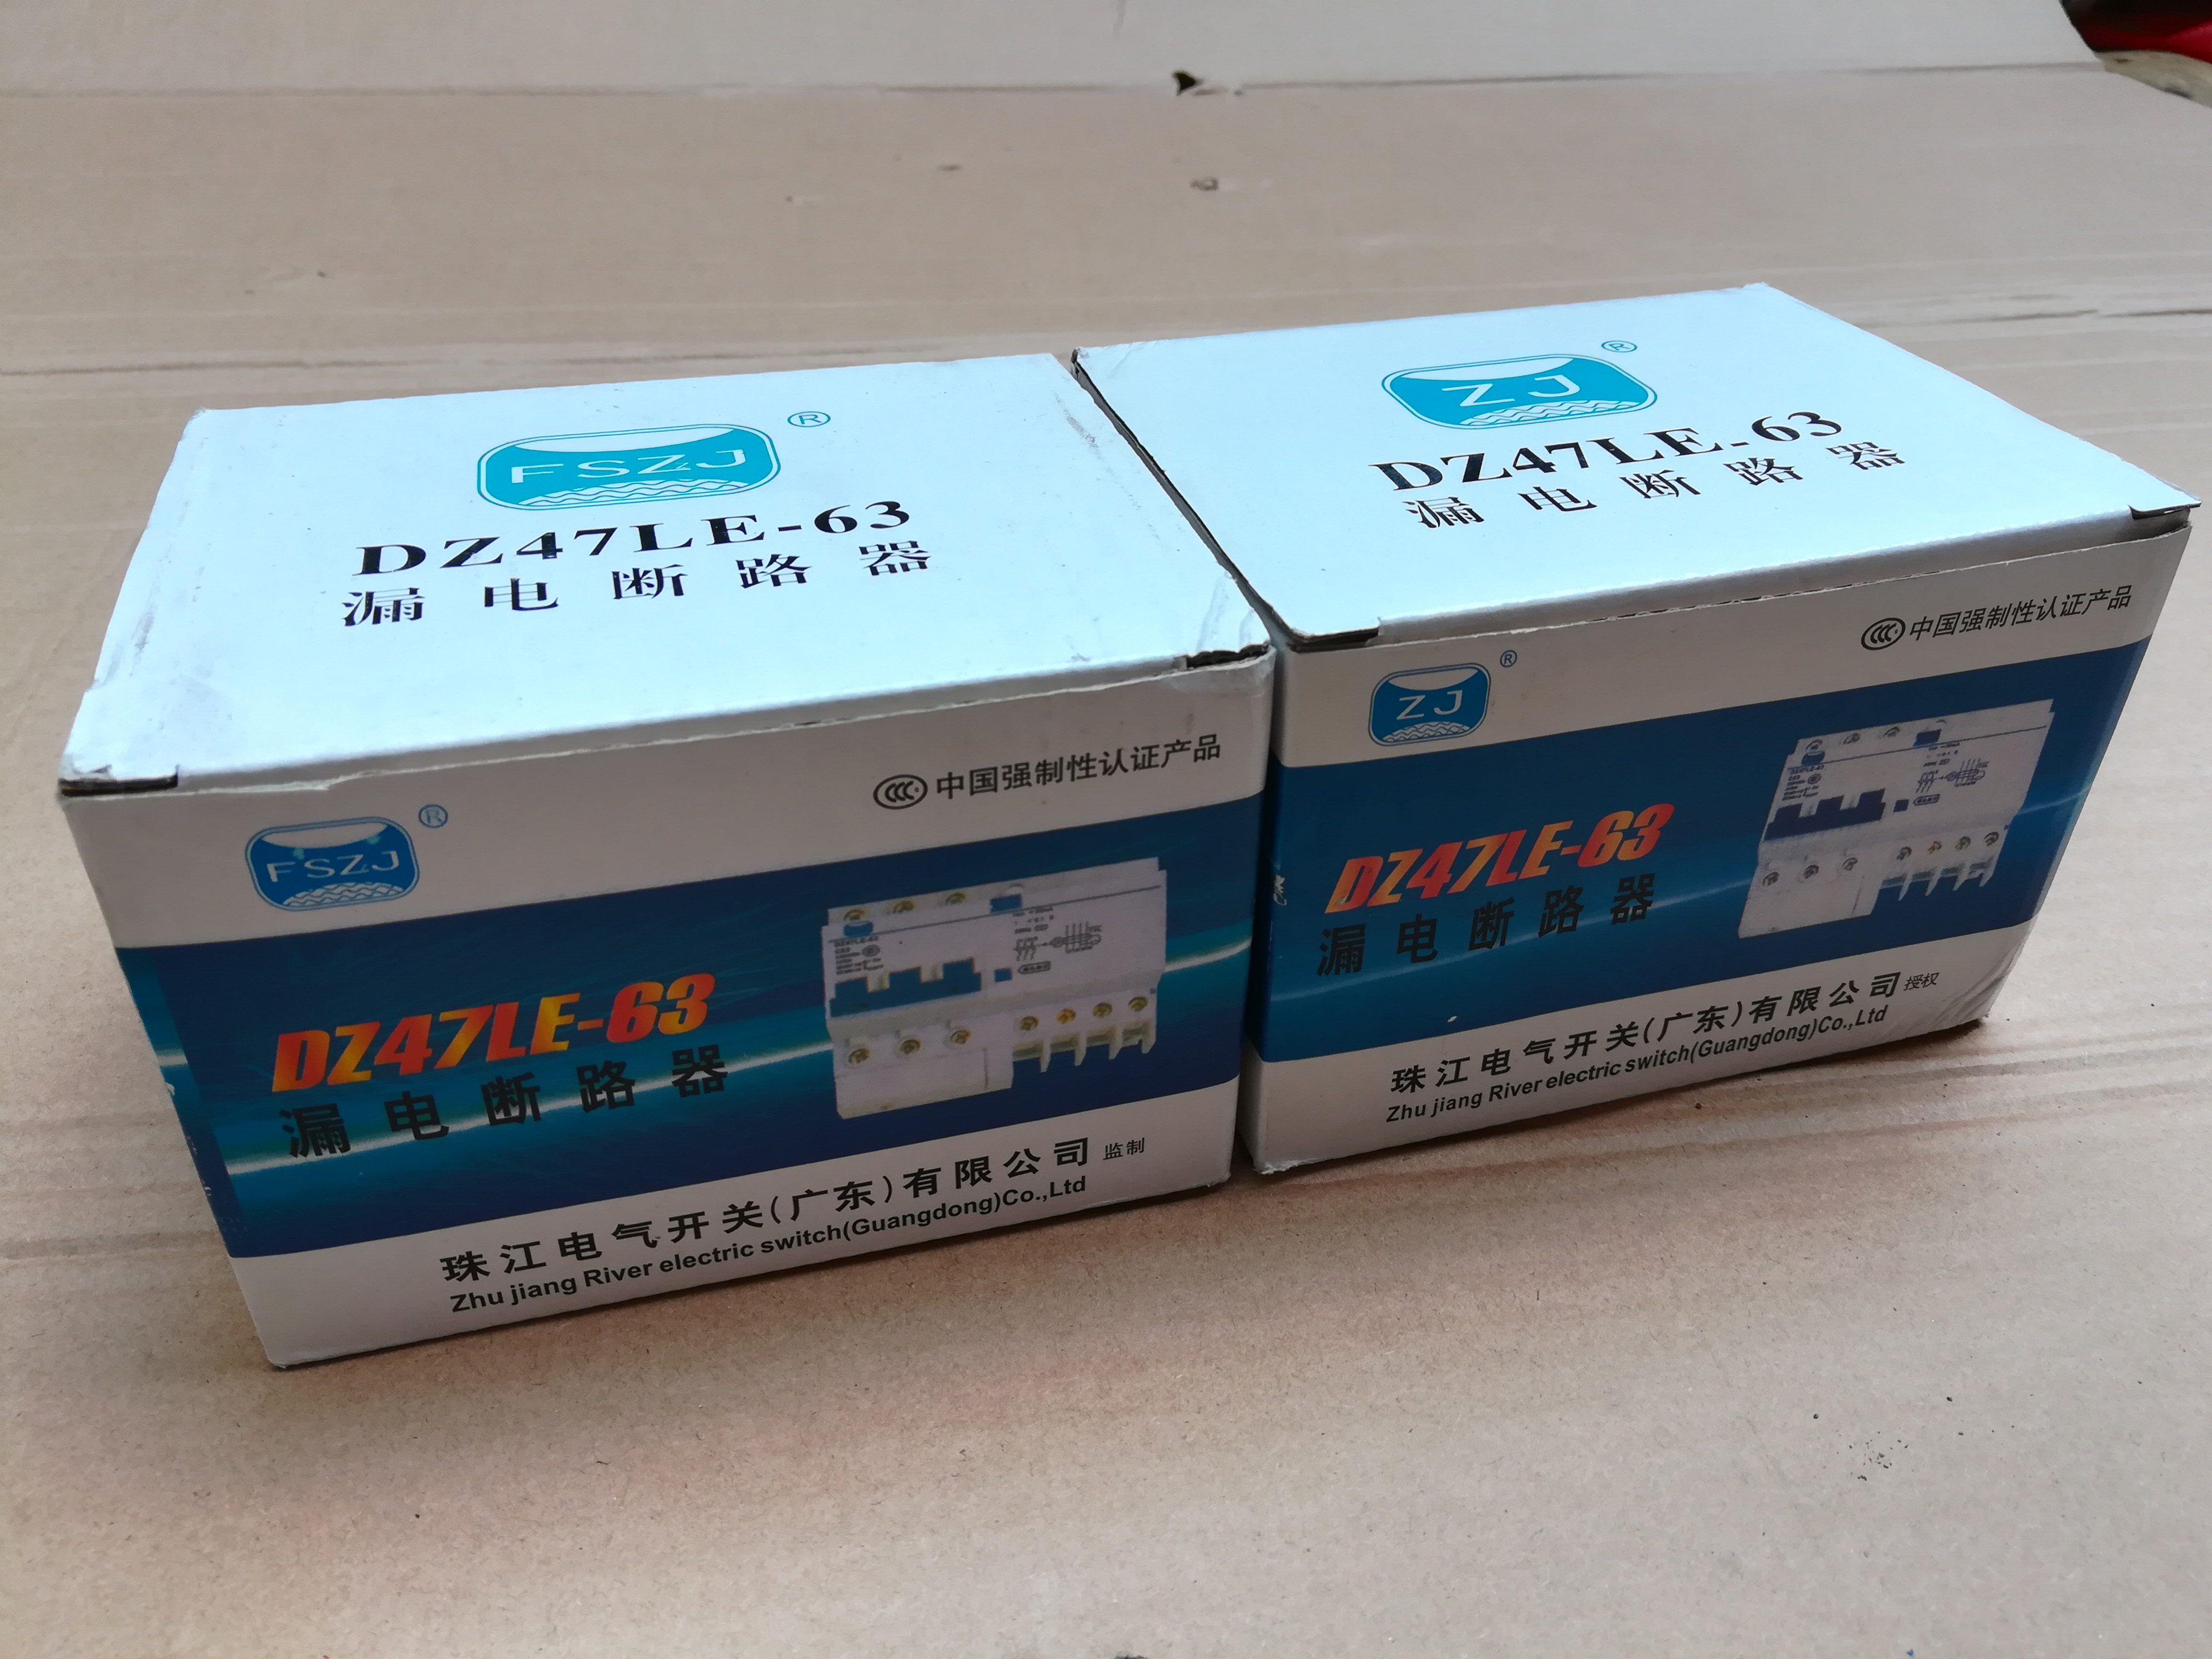 FSZJ ®
DZ47LE-63
漏电断路器
FSZJ ®
CCC 中国强制性认证产品
DZ47LE-63
漏电断路器
DZ47LE-63
珠江电气开关(广东)有限公司 监制
Zhu jiang River electric switch(Guangdong)Co.,Ltd
ZJ ®
DZ47LE-63
漏电断路器
ZJ ®
CCC 中国强制性认证产品
DZ47LE-63
漏电断路器
珠江电气开关(广东)有限公司 授权
Zhu jiang River electric switch(Guangdong)Co.,Ltd